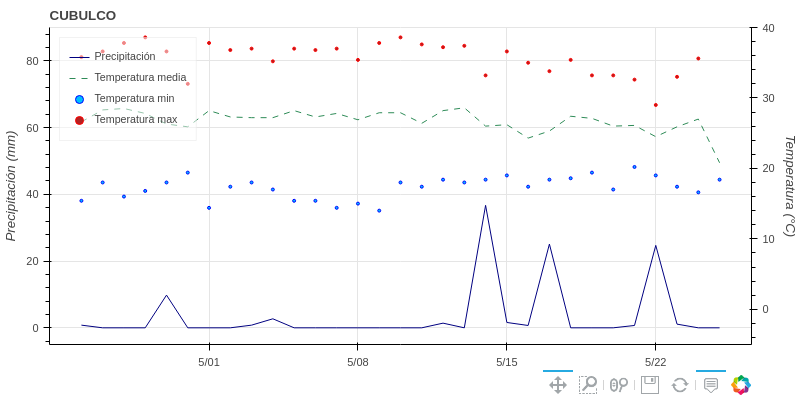 CUBULCO
Precipitación
Temperatura media
Temperatura min
Temperatura max
Precipitación (mm)
80
60
40
20
0
Temperatura (°C)
40
30
20
10
0
5/01
5/08
5/15
5/22